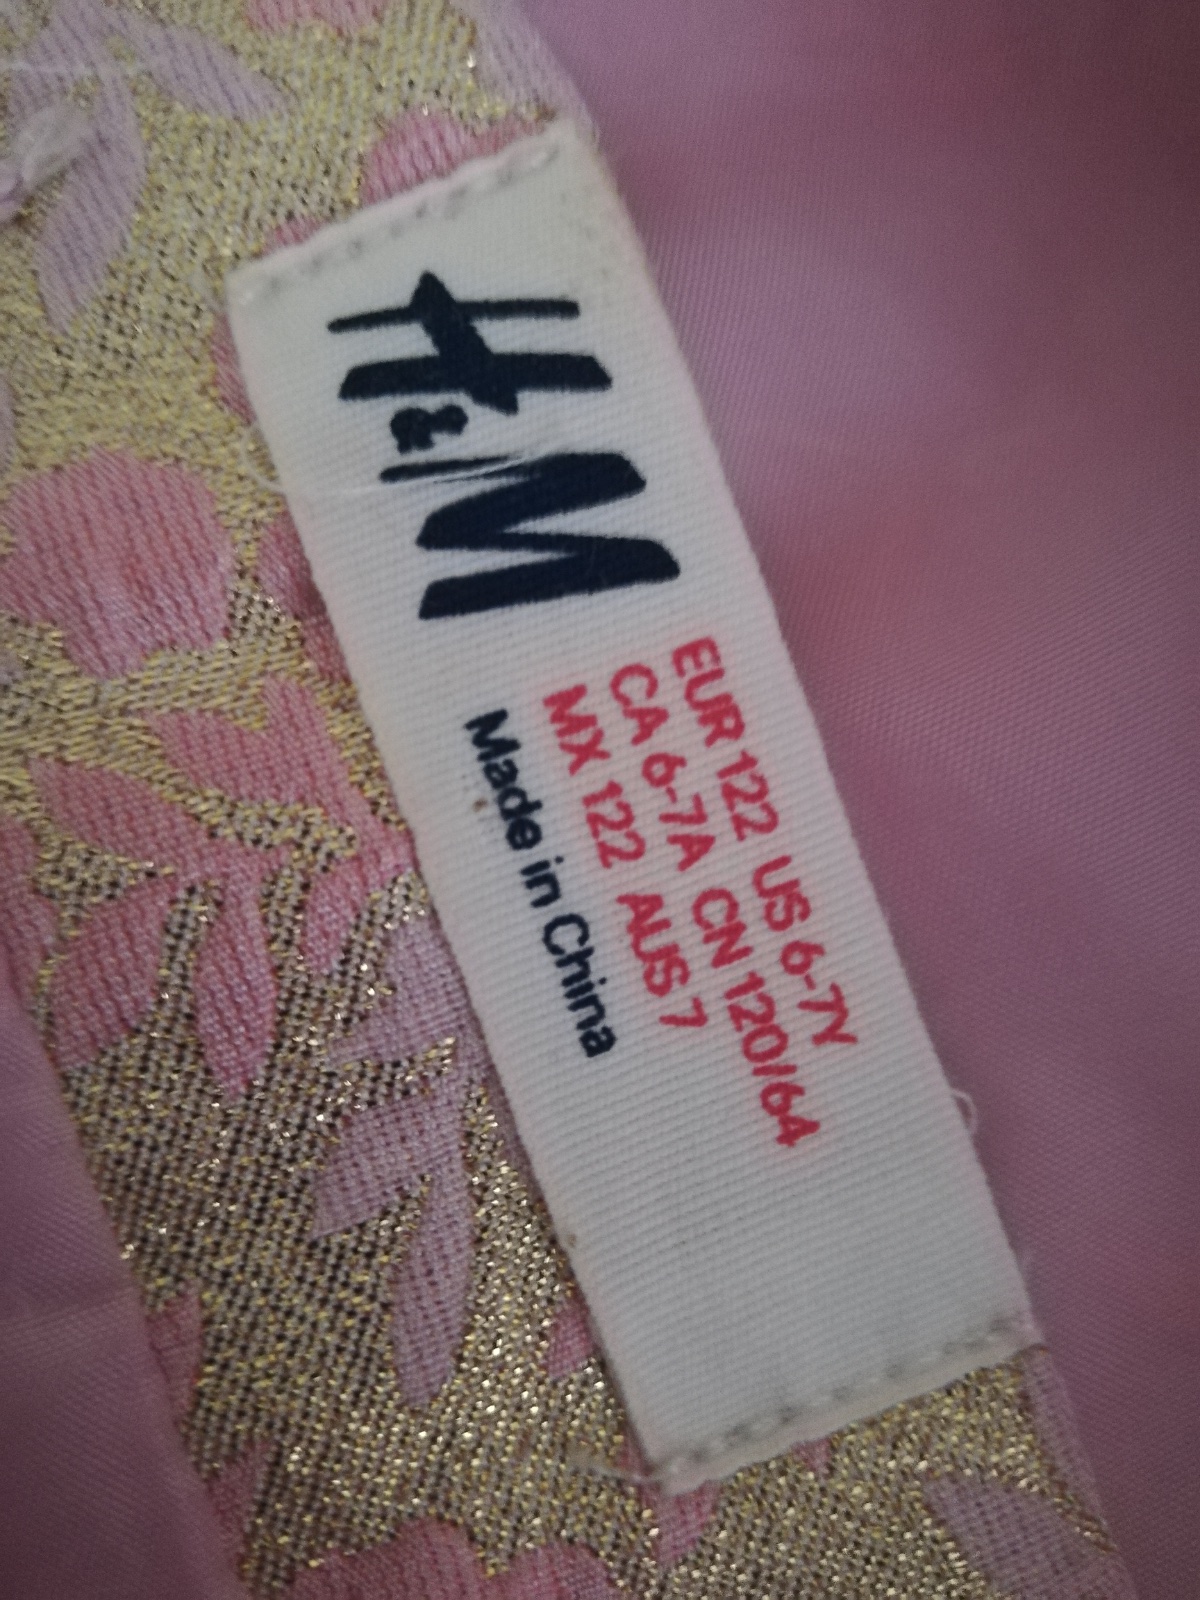 H&M
EUR 122 US 6-7Y
CA 6-7A CN 120/64
MX 122 AUS 7
Made in China